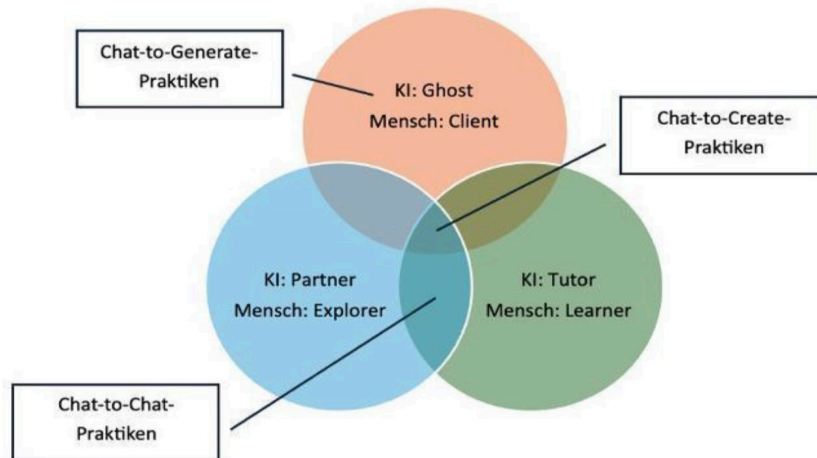 Chat-to-Generate-
Praktiken
KI: Ghost
Mensch: Client
Chat-to-Create-
Praktiken
KI: Partner
Mensch: Explorer
KI: Tutor
Mensch: Learner
Chat-to-Chat-
Praktiken